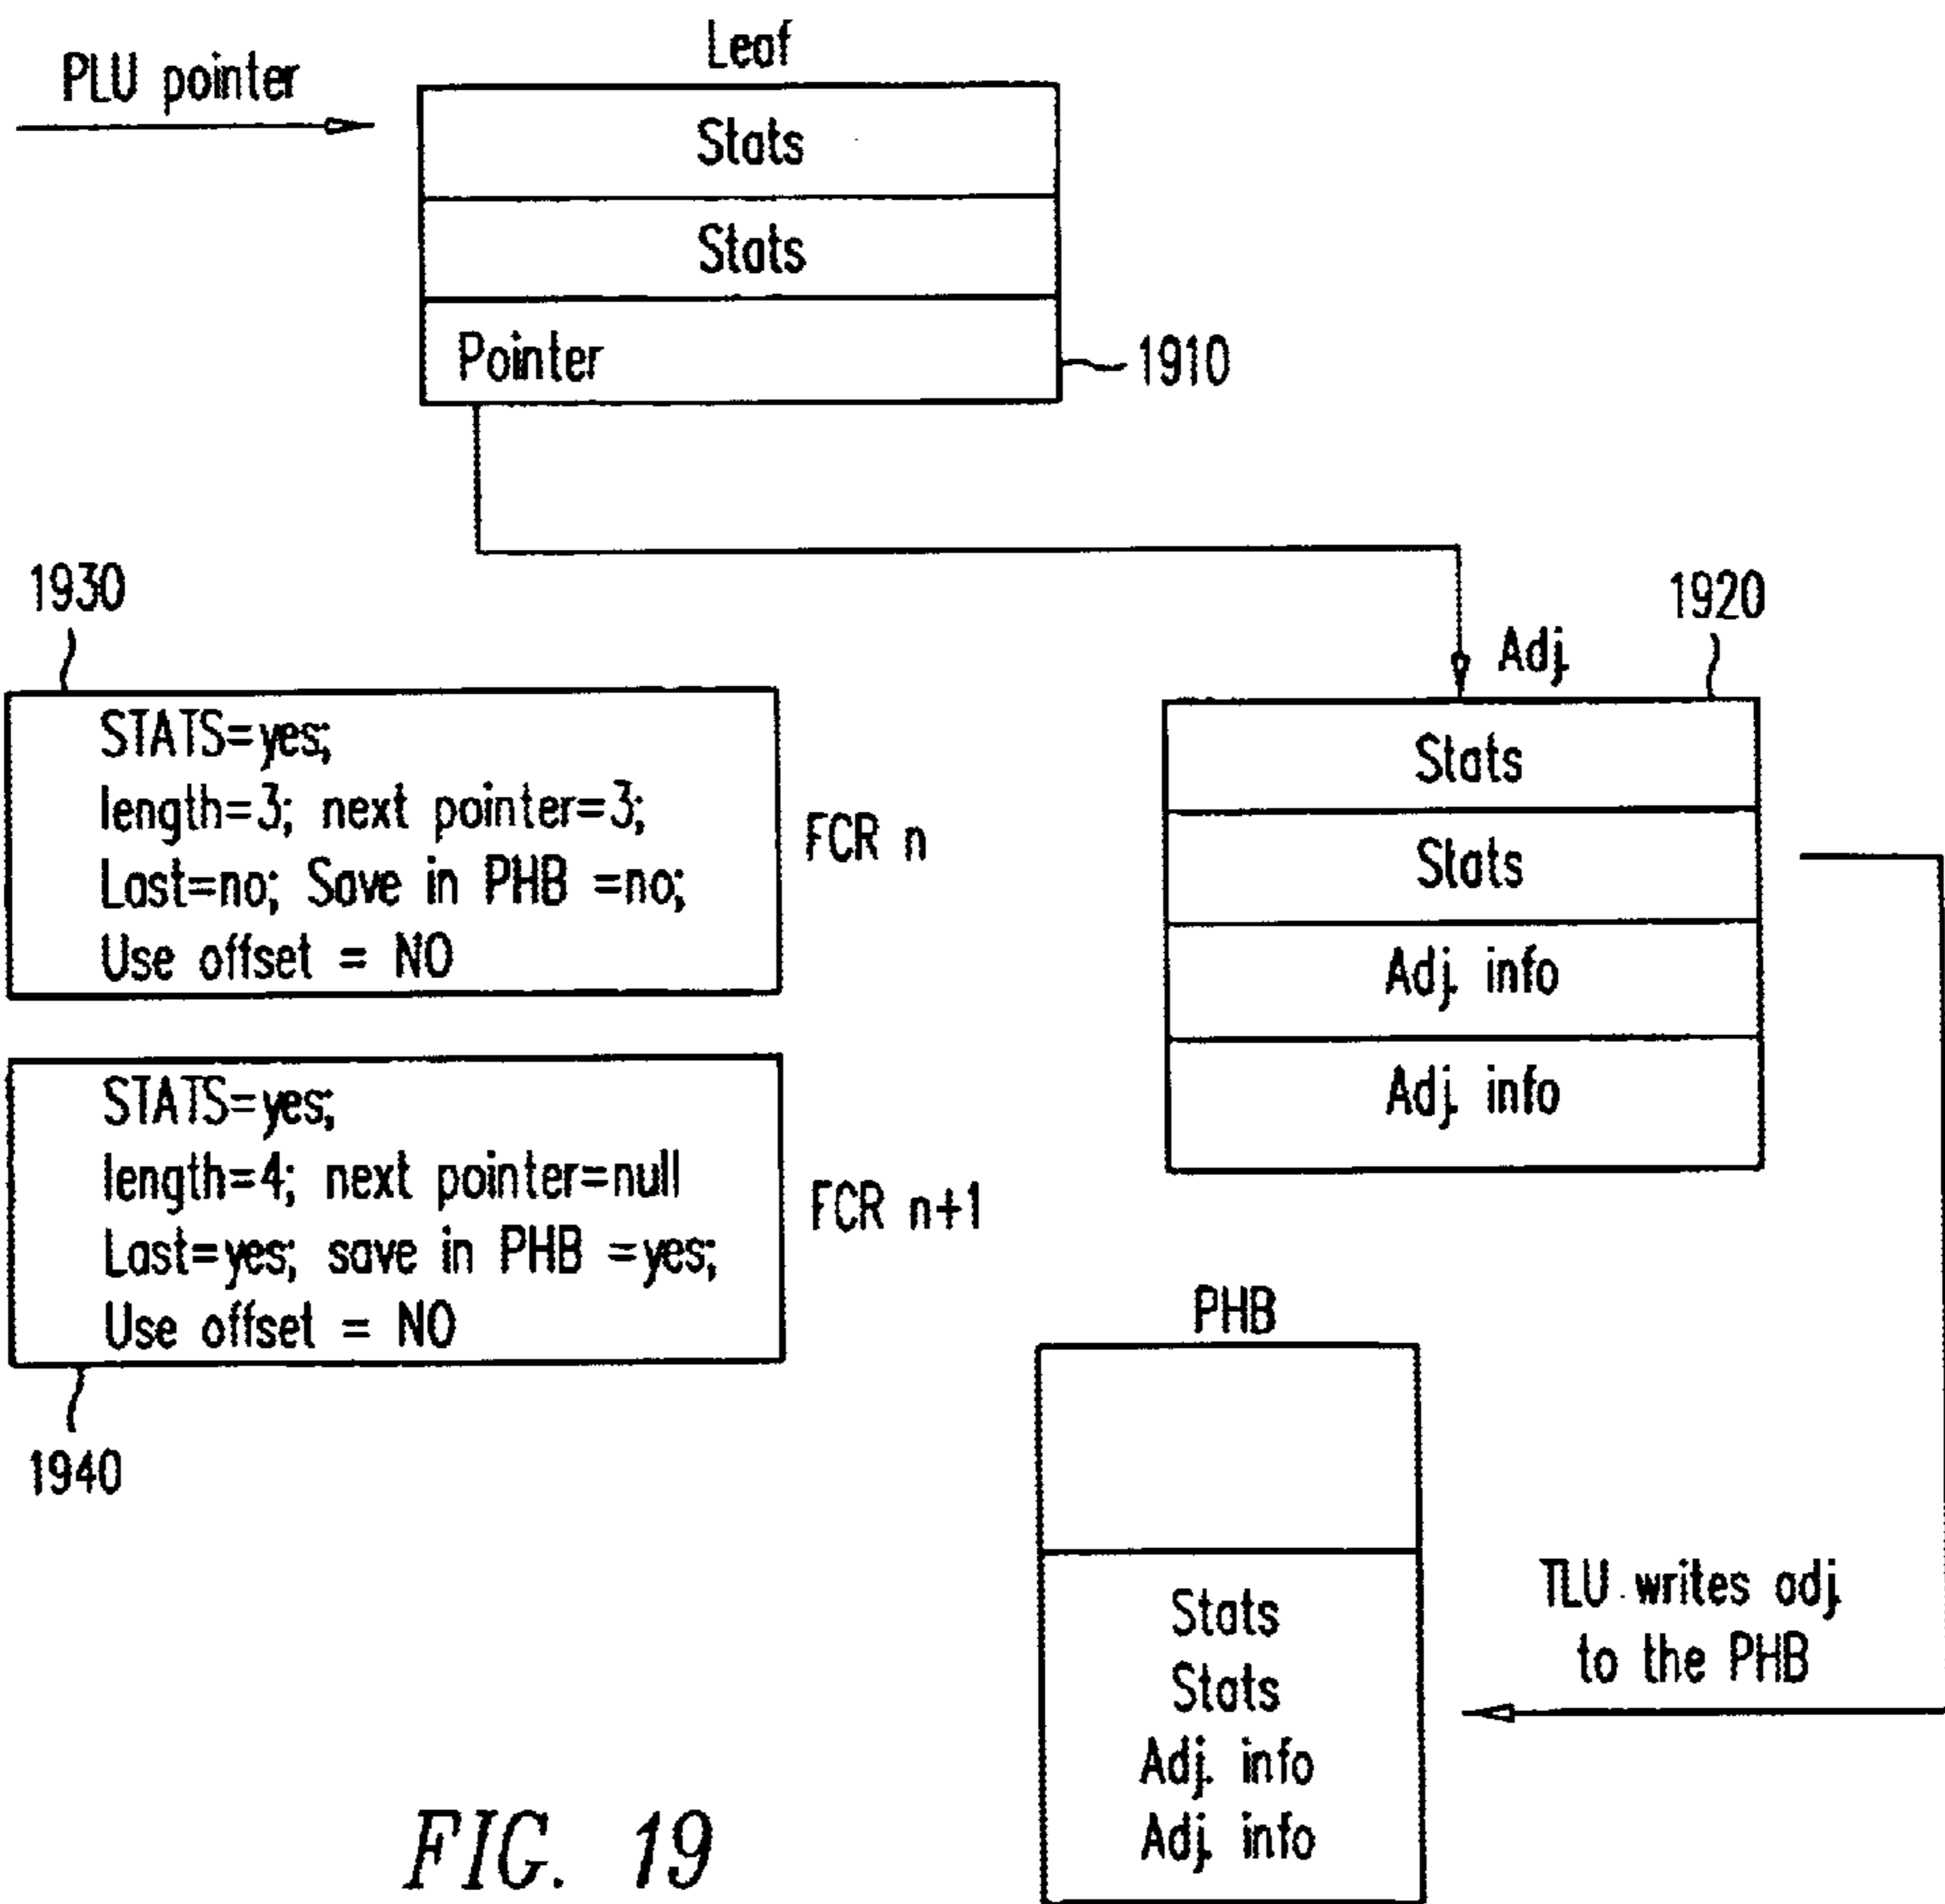 Leaf
PLU pointer
Stats
Stats
Pointer
1910
1930
1920
Adj.
STATS=yes;
length=3; next pointer=3;
Last=no; Save in PHB =no;
Use offset = NO
FCR n
Stats
Stats
Adj. info
Adj. info
STATS=yes;
length=4; next pointer=null
Last=yes; save in PHB =yes;
Use offset = NO
FCR n+1
1940
PHB
Stats
Stats
Adj. info
Adj. info
TLU writes adj.
to the PHB
FIG. 19